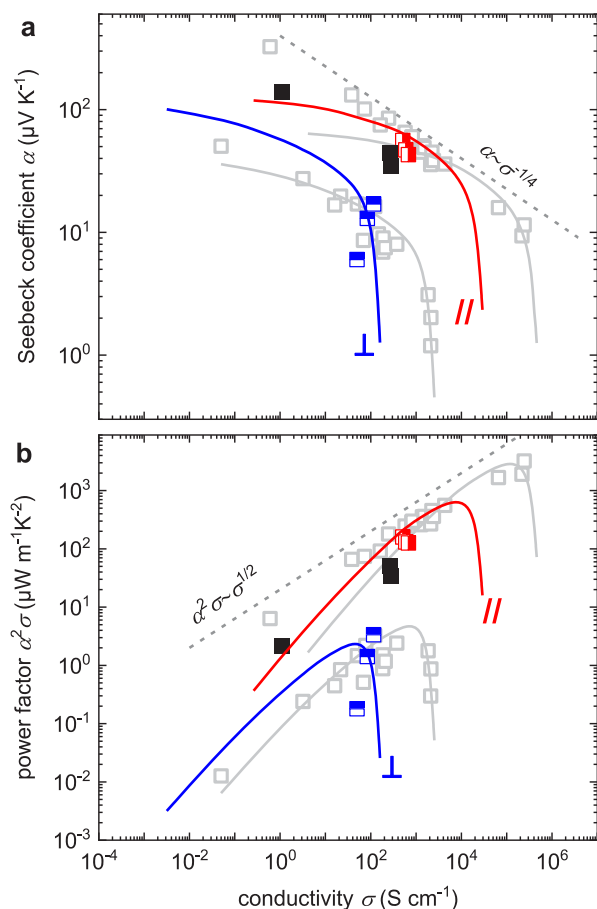 a
Seebeck coefficient α (µV K⁻¹)
10²
10¹
10⁰
α~σ⁻¹/⁴
//
⊥
b
power factor α²σ (µW m⁻¹K⁻²)
10³
10²
10¹
10⁰
10⁻¹
10⁻²
10⁻³
α²σ~σ¹/²
//
⊥
10⁻⁴ 10⁻² 10⁰ 10² 10⁴ 10⁶
conductivity σ (S cm⁻¹)